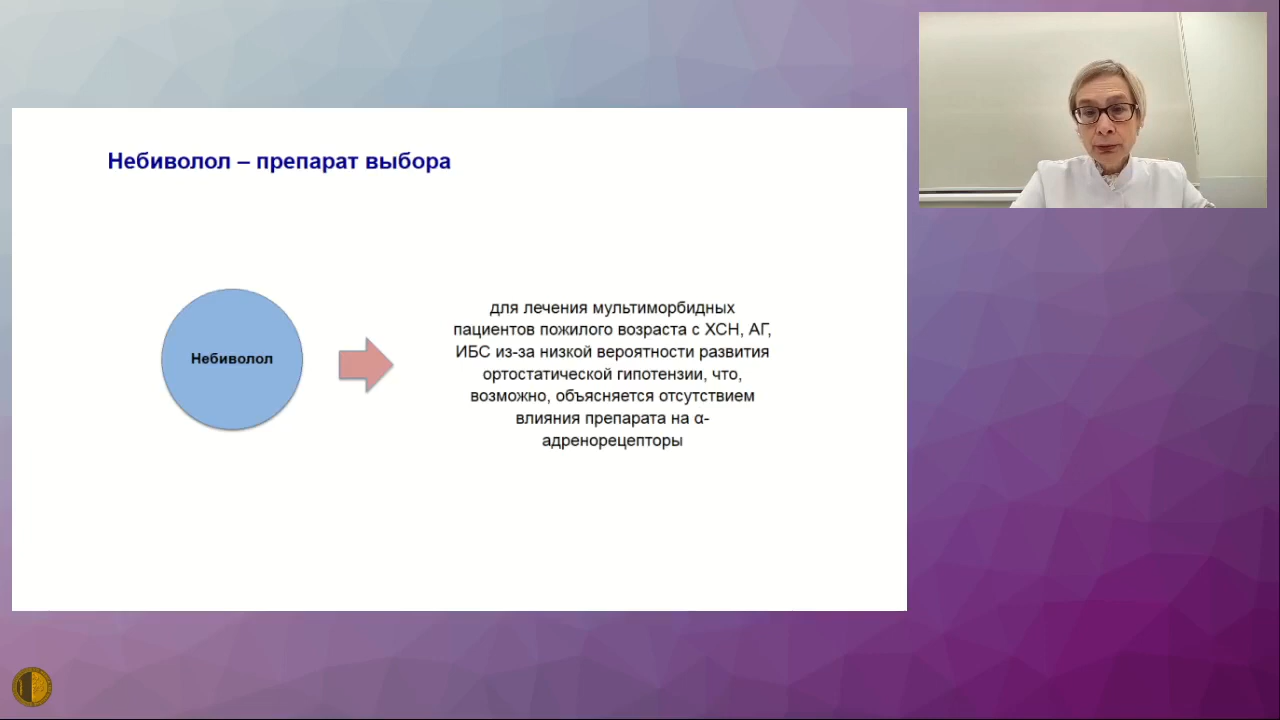 Небиволол – препарат выбора
Небиволол
для лечения мультиморбидных
пациентов пожилого возраста с ХСН, АГ,
ИБС из-за низкой вероятности развития
ортостатической гипотензии, что,
возможно, объясняется отсутствием
влияния препарата на α-
адренорецепторы